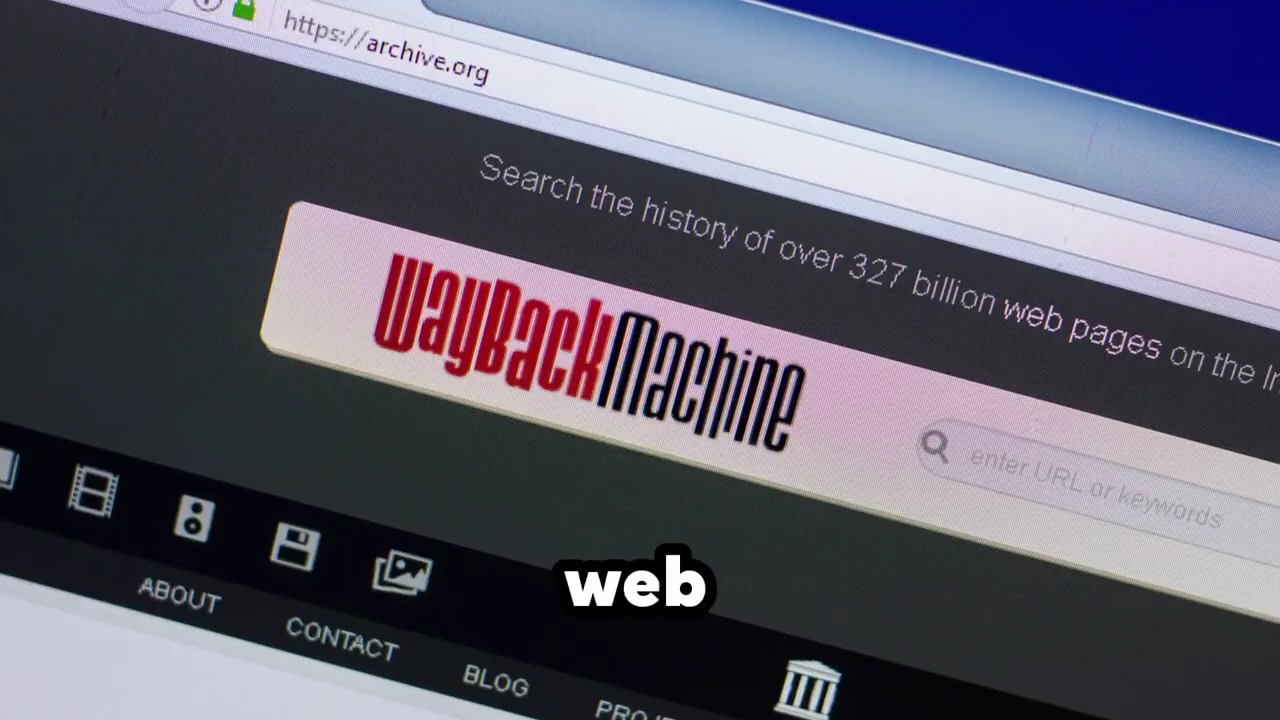 https://archive.org
Search the history of over 327 billion web pages on the
WayBackMachine
enter URL or keywords
web
ABOUT
CONTACT
BLOG